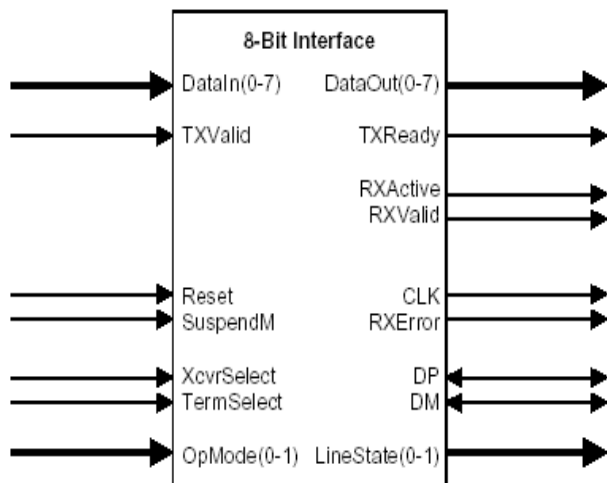 8-Bit Interface
DataIn(0-7) DataOut(0-7)
TXValid TXReady
RXActive
RXValid
Reset CLK
SuspendM RXError
XcvrSelect DP
TermSelect DM
OpMode(0-1) LineState(0-1)